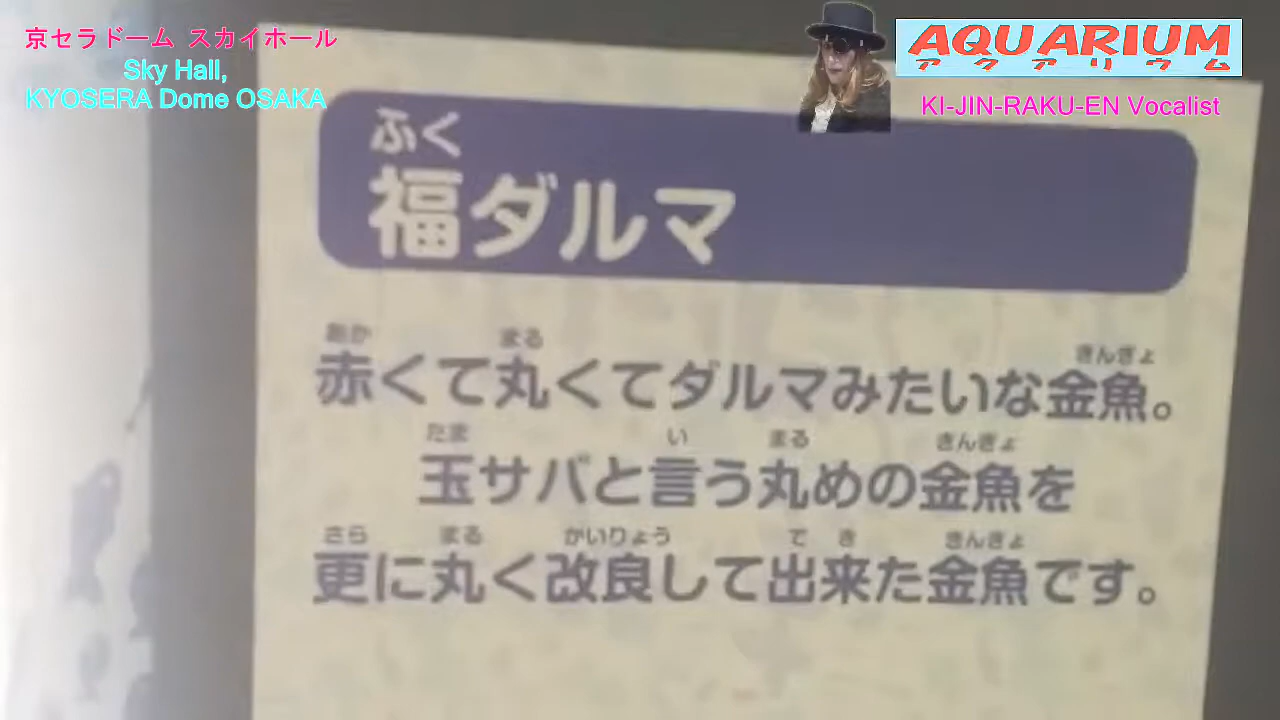 京セラドーム スカイホール
Sky Hall,
KYOSERA Dome OSAKA
AQUARIUM
アクアリウム
KI-JIN-RAKU-EN Vocalist
ふく
福ダルマ
あか まる きんぎょ
赤くて丸くてダルマみたいな金魚。
たま い まる きんぎょ
玉サバと言う丸めの金魚を
さら まる かいりょう で き きんぎょ
更に丸く改良して出来た金魚です。